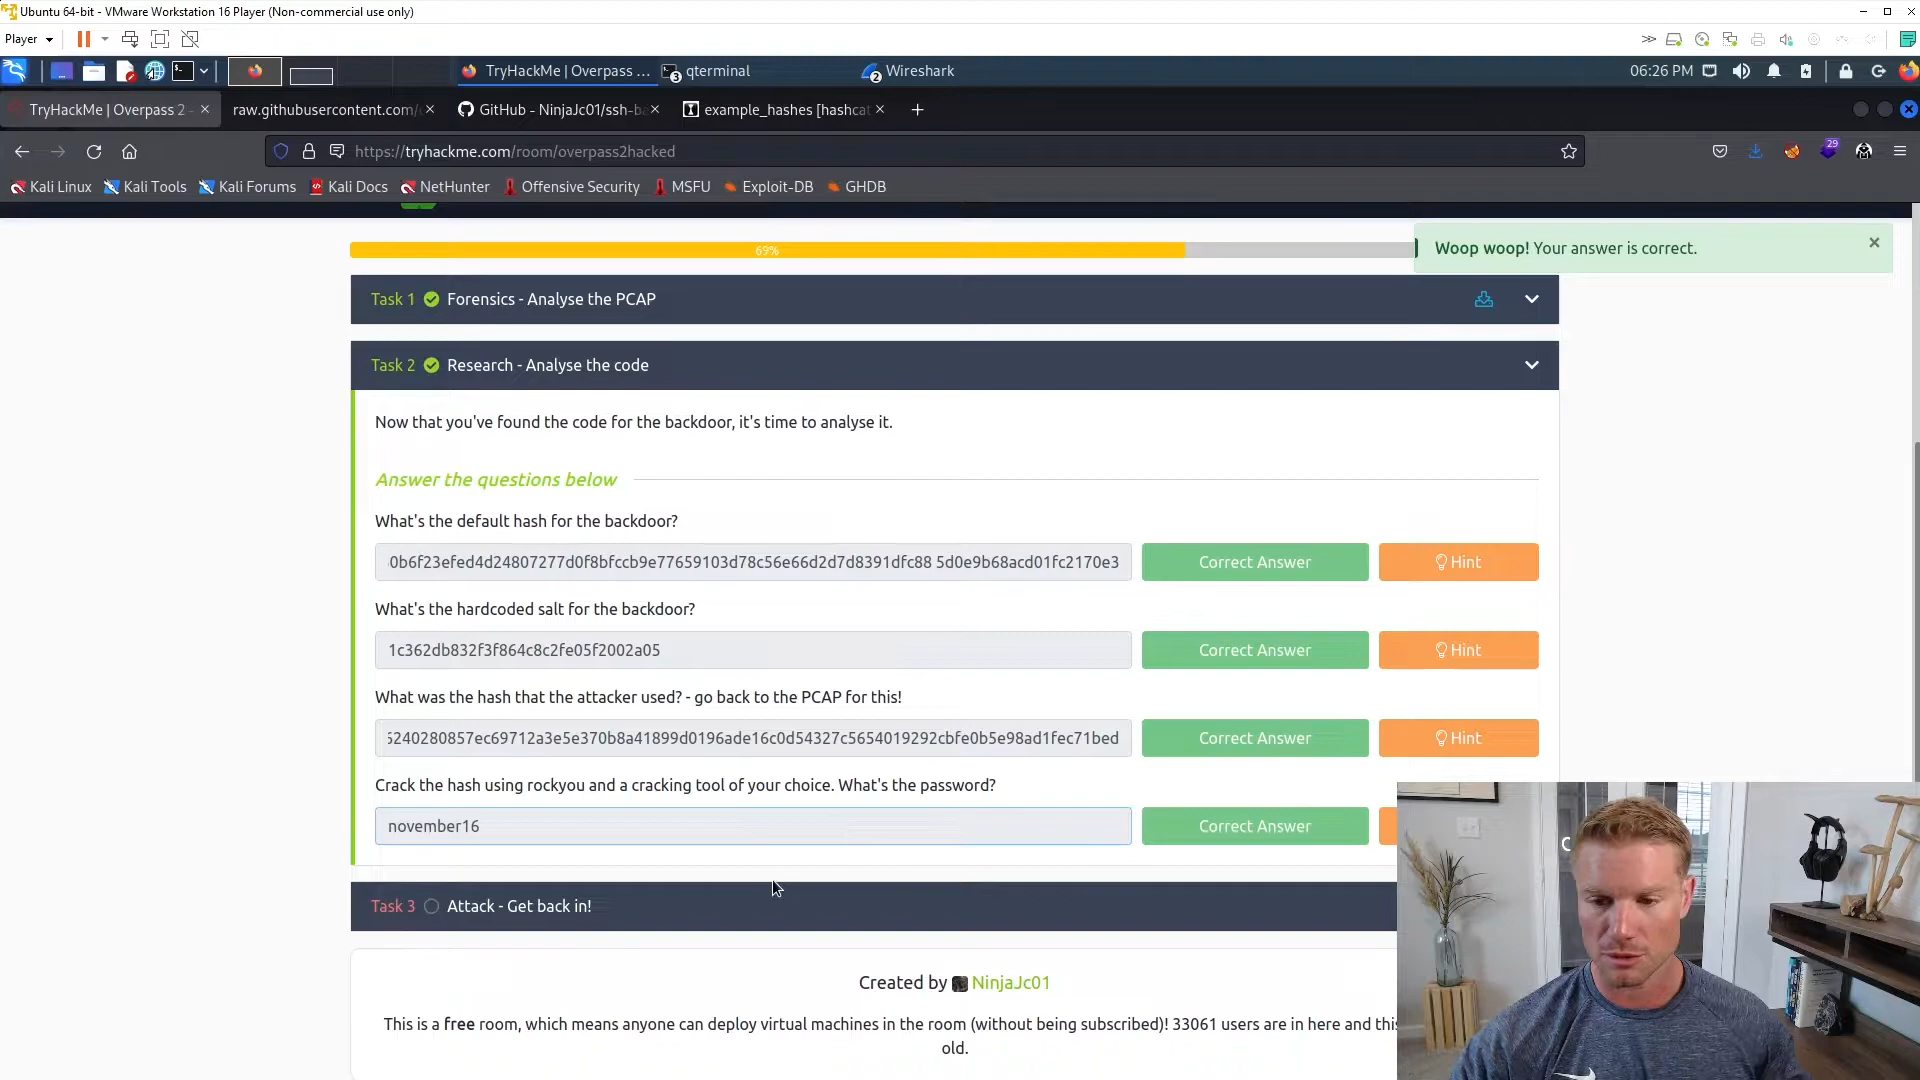 Ubuntu 64-bit - VMware Workstation 16 Player (Non-commercial use only)
Player
TryHackMe | Overpass ...
3 qterminal
2 Wireshark
06:26 PM
TryHackMe | Overpass 2 -
raw.githubusercontent.com/
GitHub - NinjaJc01/ssh-ba
example_hashes [hashcat
https://tryhackme.com/room/overpass2hacked
29
Kali Linux
Kali Tools
Kali Forums
Kali Docs
NetHunter
Offensive Security
MSFU
Exploit-DB
GHDB
69%
Woop woop! Your answer is correct.
Task 1 Forensics - Analyse the PCAP
Task 2 Research - Analyse the code
Now that you've found the code for the backdoor, it's time to analyse it.
Answer the questions below
What's the default hash for the backdoor?
0b6f23efed4d24807277d0f8bfccb9e77659103d78c56e66d2d7d8391dfc88 5d0e9b68acd01fc2170e3
Correct Answer
Hint
What's the hardcoded salt for the backdoor?
1c362db832f3f864c8c2fe05f2002a05
Correct Answer
Hint
What was the hash that the attacker used? - go back to the PCAP for this!
6240280857ec69712a3e5e370b8a41899d0196ade16c0d54327c5654019292cbfe0b5e98ad1fec71bed
Correct Answer
Hint
Crack the hash using rockyou and a cracking tool of your choice. What's the password?
november16
Correct Answer
Task 3 Attack - Get back in!
Created by NinjaJc01
This is a free room, which means anyone can deploy virtual machines in the room (without being subscribed)! 33061 users are in here and this
old.